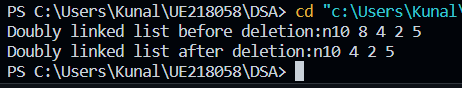 PS C:\Users\Kunal\UE218058\DSA> cd "c:\Users\Kunal\
Doubly linked list before deletion:n10 8 4 2 5
Doubly linked list after deletion:n10 4 2 5
PS C:\Users\Kunal\UE218058\DSA>